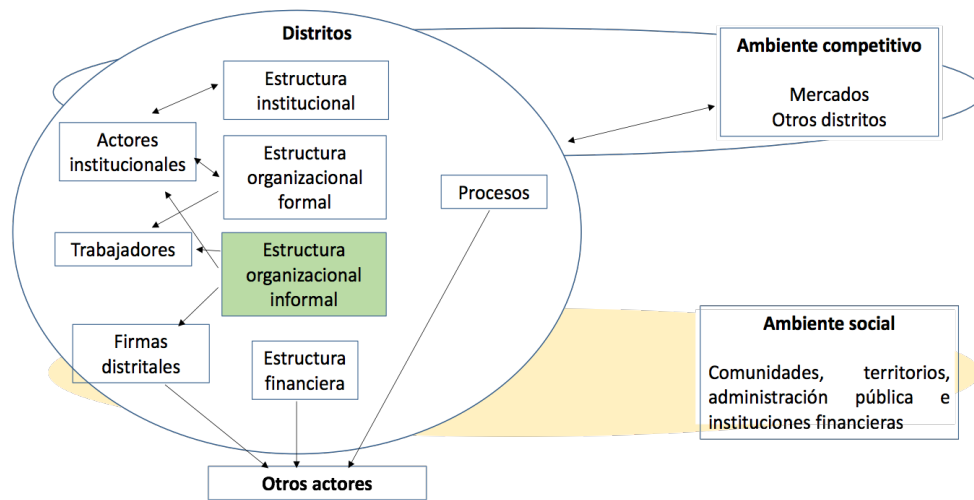 Distritos
Estructura
institucional
Actores
institucionales
Estructura
organizacional
formal
Procesos
Trabajadores
Estructura
organizacional
informal
Firmas
distritales
Estructura
financiera
Otros actores
Ambiente competitivo
Mercados
Otros distritos
Ambiente social
Comunidades, territorios,
administración pública e
instituciones financieras